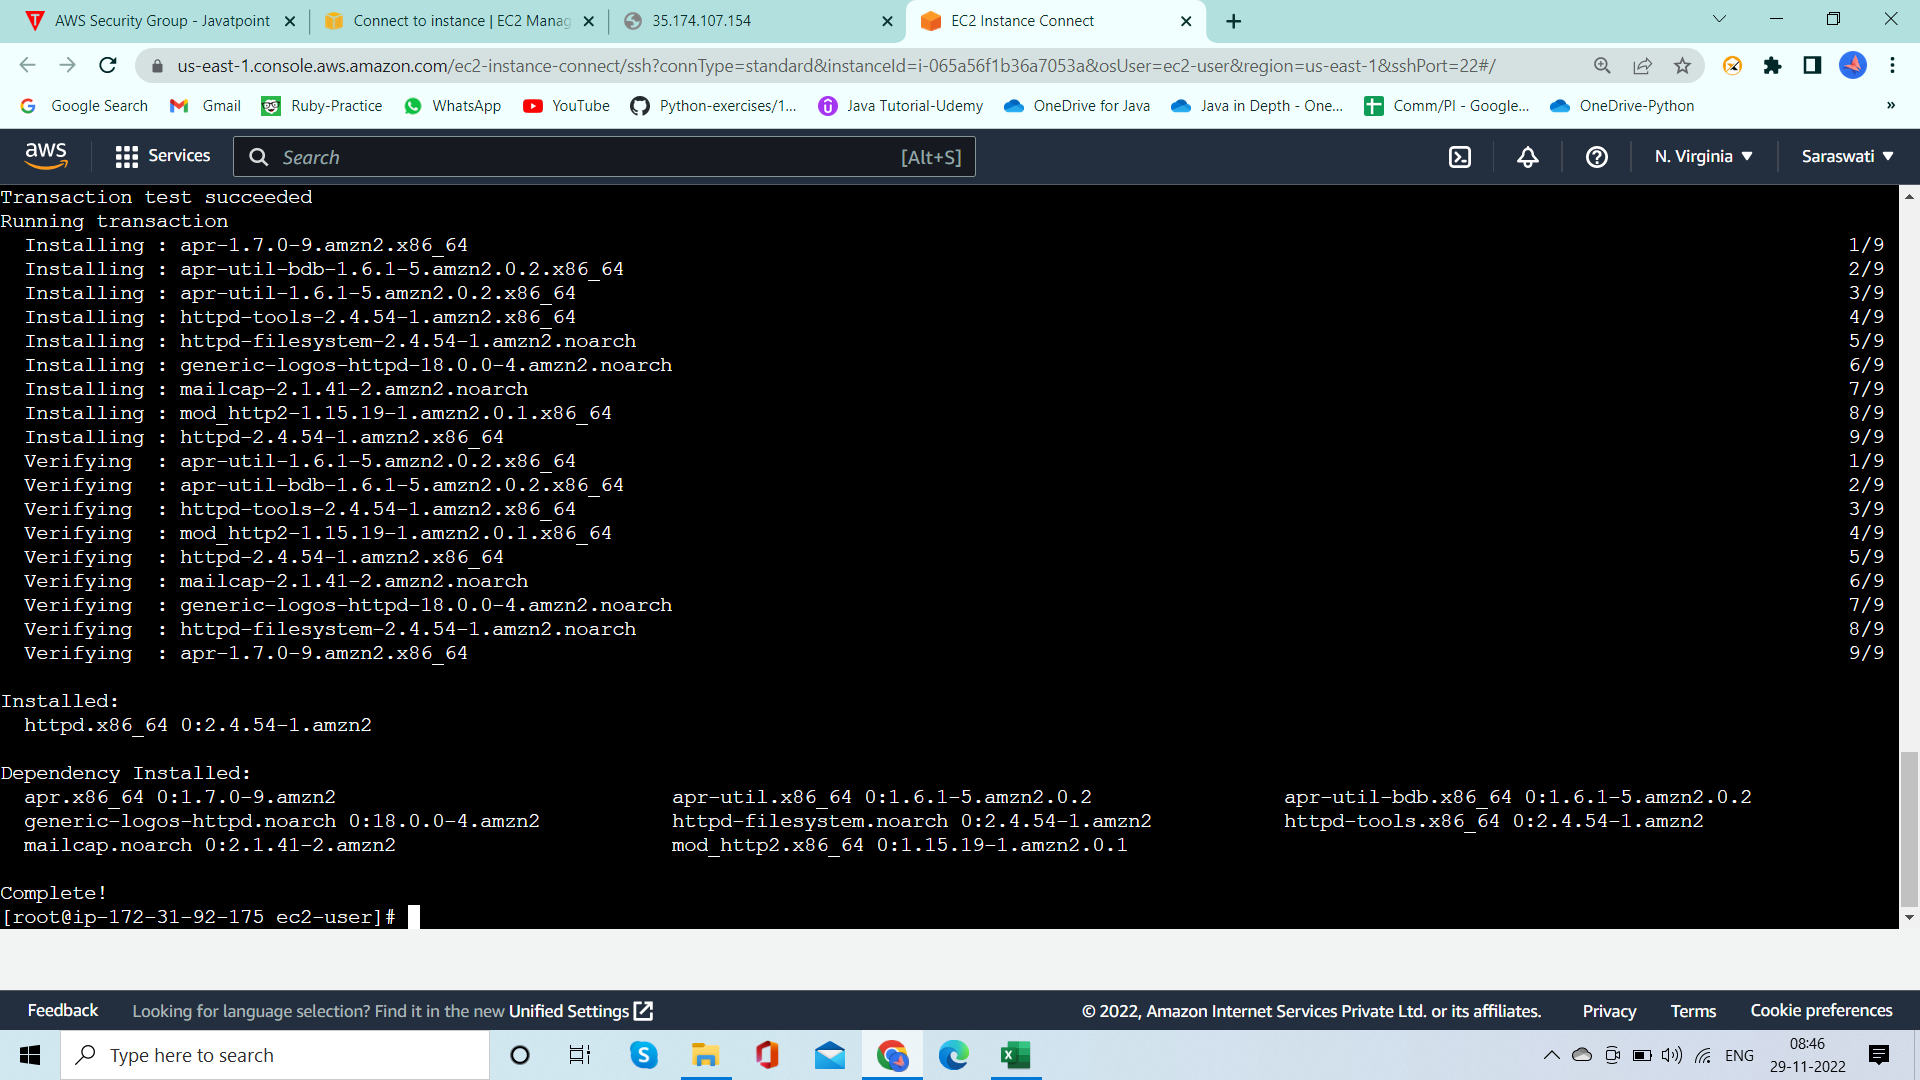 AWS Security Group - Javatpoint
Connect to instance | EC2 Manag
35.174.107.154
EC2 Instance Connect
us-east-1.console.aws.amazon.com/ec2-instance-connect/ssh?connType=standard&instanceId=i-065a56f1b36a7053a&osUser=ec2-user&region=us-east-1&sshPort=22#/
Google Search
Gmail
Ruby-Practice
WhatsApp
YouTube
Python-exercises/1...
Java Tutorial-Udemy
OneDrive for Java
Java in Depth - One...
Comm/PI - Google...
OneDrive-Python
»
aws
Services
Search
[Alt+S]
N. Virginia
Saraswati
Transaction test succeeded
Running transaction
Installing : apr-1.7.0-9.amzn2.x86_64 1/9
Installing : apr-util-bdb-1.6.1-5.amzn2.0.2.x86_64 2/9
Installing : apr-util-1.6.1-5.amzn2.0.2.x86_64 3/9
Installing : httpd-tools-2.4.54-1.amzn2.x86_64 4/9
Installing : httpd-filesystem-2.4.54-1.amzn2.noarch 5/9
Installing : generic-logos-httpd-18.0.0-4.amzn2.noarch 6/9
Installing : mailcap-2.1.41-2.amzn2.noarch 7/9
Installing : mod_http2-1.15.19-1.amzn2.0.1.x86_64 8/9
Installing : httpd-2.4.54-1.amzn2.x86_64 9/9
Verifying : apr-util-1.6.1-5.amzn2.0.2.x86_64 1/9
Verifying : apr-util-bdb-1.6.1-5.amzn2.0.2.x86_64 2/9
Verifying : httpd-tools-2.4.54-1.amzn2.x86_64 3/9
Verifying : mod_http2-1.15.19-1.amzn2.0.1.x86_64 4/9
Verifying : httpd-2.4.54-1.amzn2.x86_64 5/9
Verifying : mailcap-2.1.41-2.amzn2.noarch 6/9
Verifying : generic-logos-httpd-18.0.0-4.amzn2.noarch 7/9
Verifying : httpd-filesystem-2.4.54-1.amzn2.noarch 8/9
Verifying : apr-1.7.0-9.amzn2.x86_64 9/9
Installed:
httpd.x86_64 0:2.4.54-1.amzn2
Dependency Installed:
apr.x86_64 0:1.7.0-9.amzn2 apr-util.x86_64 0:1.6.1-5.amzn2.0.2 apr-util-bdb.x86_64 0:1.6.1-5.amzn2.0.2
generic-logos-httpd.noarch 0:18.0.0-4.amzn2 httpd-filesystem.noarch 0:2.4.54-1.amzn2 httpd-tools.x86_64 0:2.4.54-1.amzn2
mailcap.noarch 0:2.1.41-2.amzn2 mod_http2.x86_64 0:1.15.19-1.amzn2.0.1
Complete!
[root@ip-172-31-92-175 ec2-user]#
Feedback
Looking for language selection? Find it in the new Unified Settings
© 2022, Amazon Internet Services Private Ltd. or its affiliates.
Privacy
Terms
Cookie preferences
Type here to search
ENG
08:46
29-11-2022